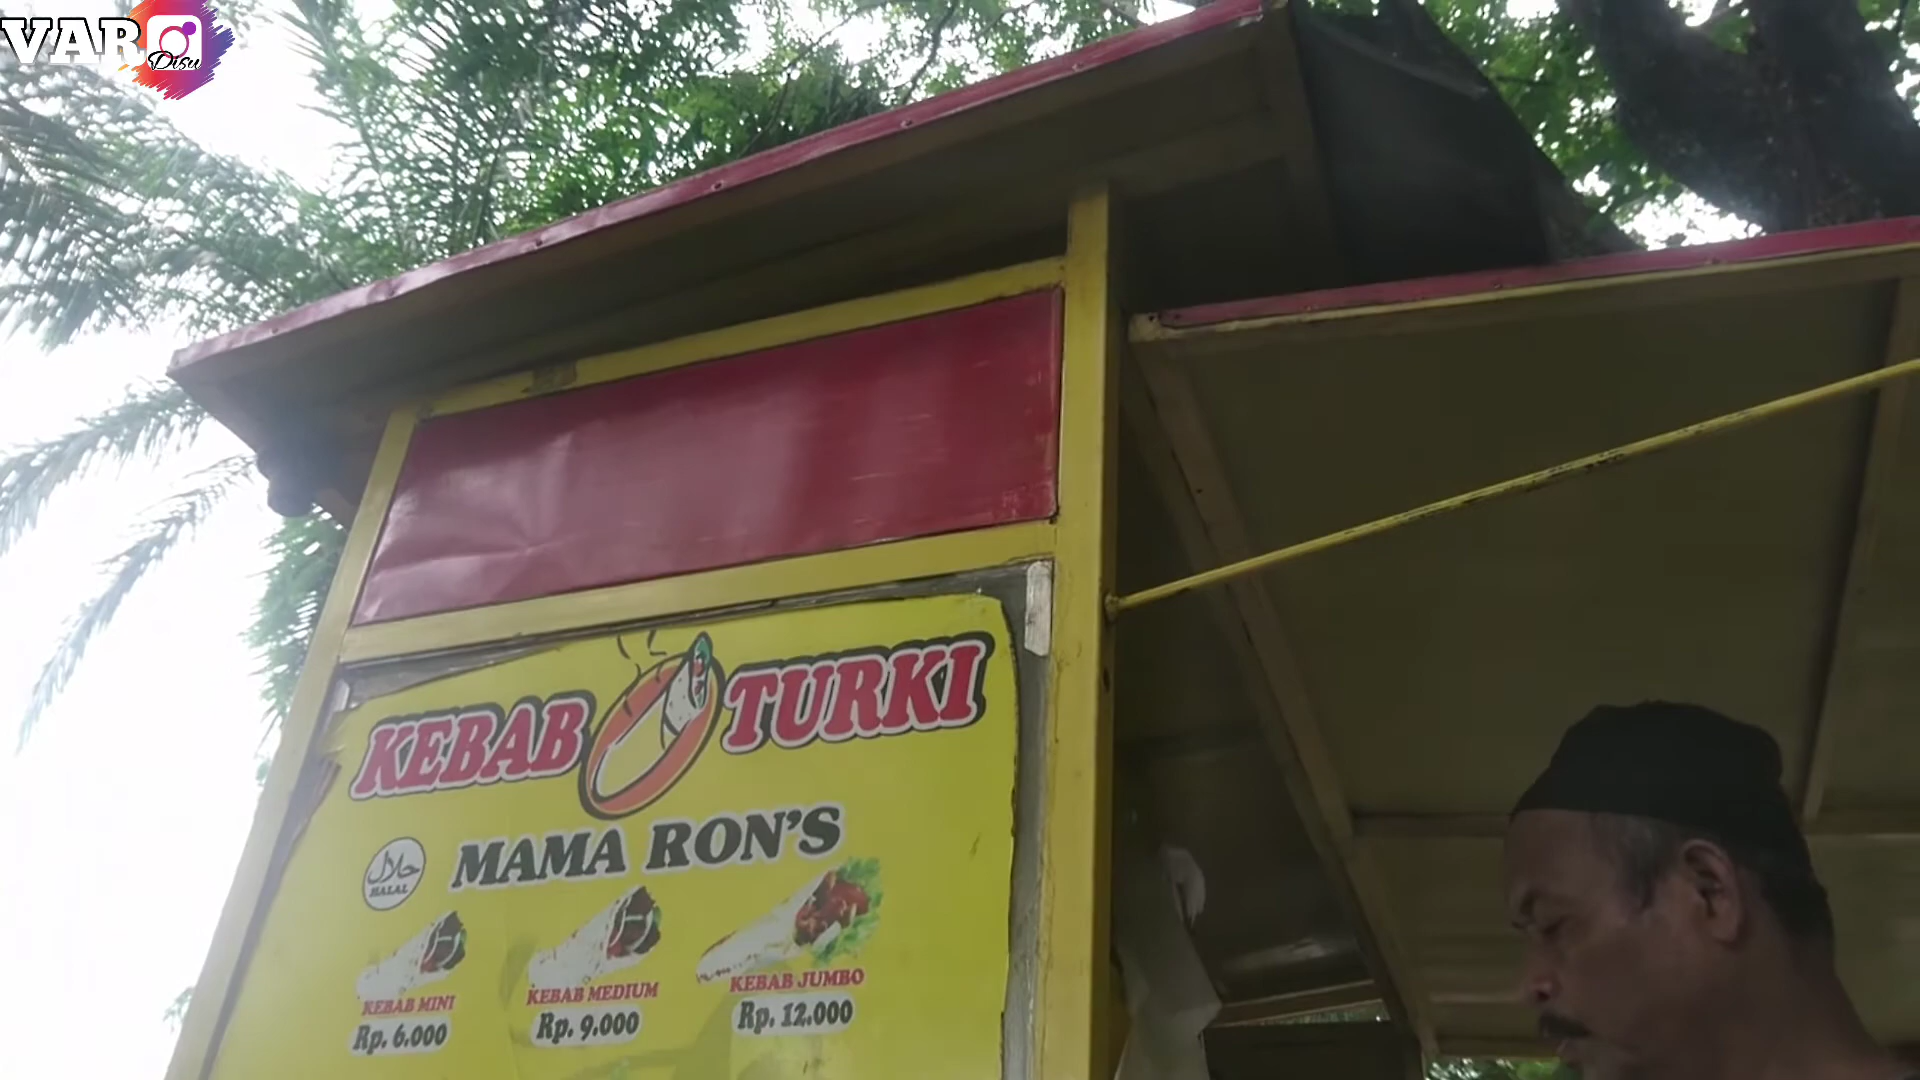 VAR
Disu
KEBAB TURKI
MAMA RON'S
حلال
HALAL
KEBAB MINI
Rp. 6.000
KEBAB MEDIUM
Rp. 9.000
KEBAB JUMBO
Rp. 12.000